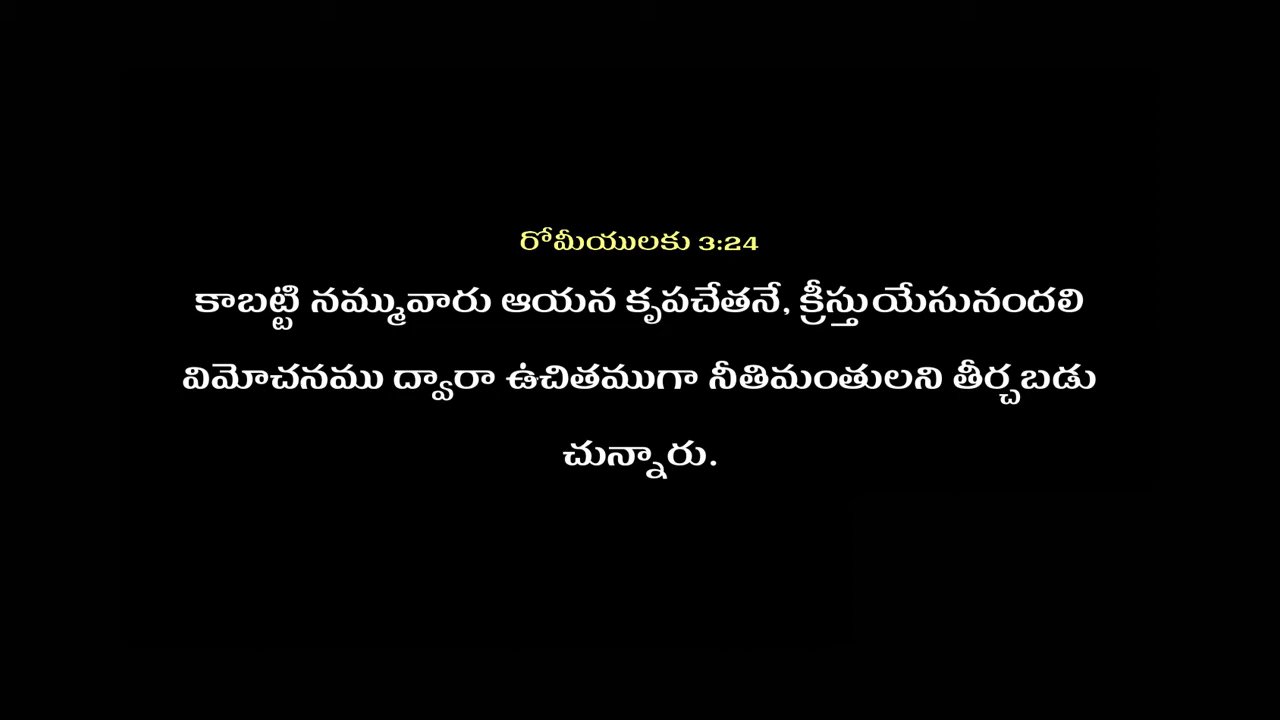 రోమీయులకు 3:24
కాబట్టి నమ్మువారు ఆయన కృపచేతనే, క్రీస్తుయేసునందలి
విమోచనము ద్వారా ఉచితముగా నీతిమంతులని తీర్చబడు
చున్నారు.